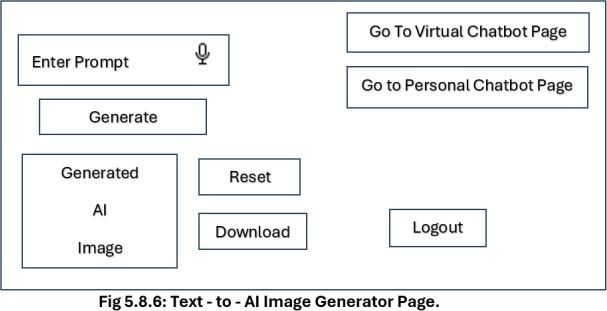 Go To Virtual Chatbot Page
Enter Prompt
Go to Personal Chatbot Page
Generate
Generated
AI
Image
Reset
Download
Logout
Fig 5.8.6: Text - to - AI Image Generator Page.